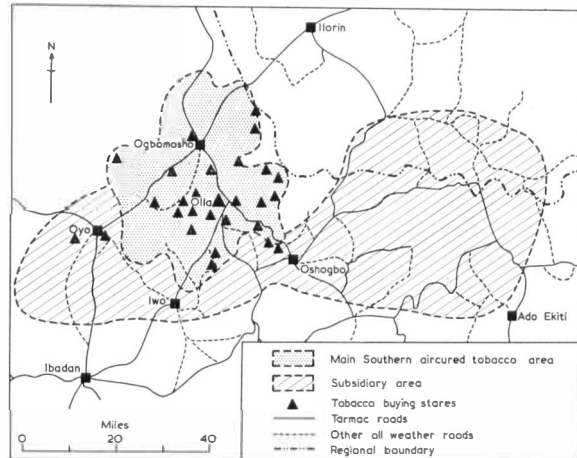 N
Ilorin
Ogbomosho
Olla
Oyo
Oshogbo
Iwo
Ado Ekiti
Ibadan
Miles
0 20 40
Main Southern aircured tobacco area
Subsidiary area
Tobacco buying stares
Tarmac roads
Other all weather roads
Regional boundary